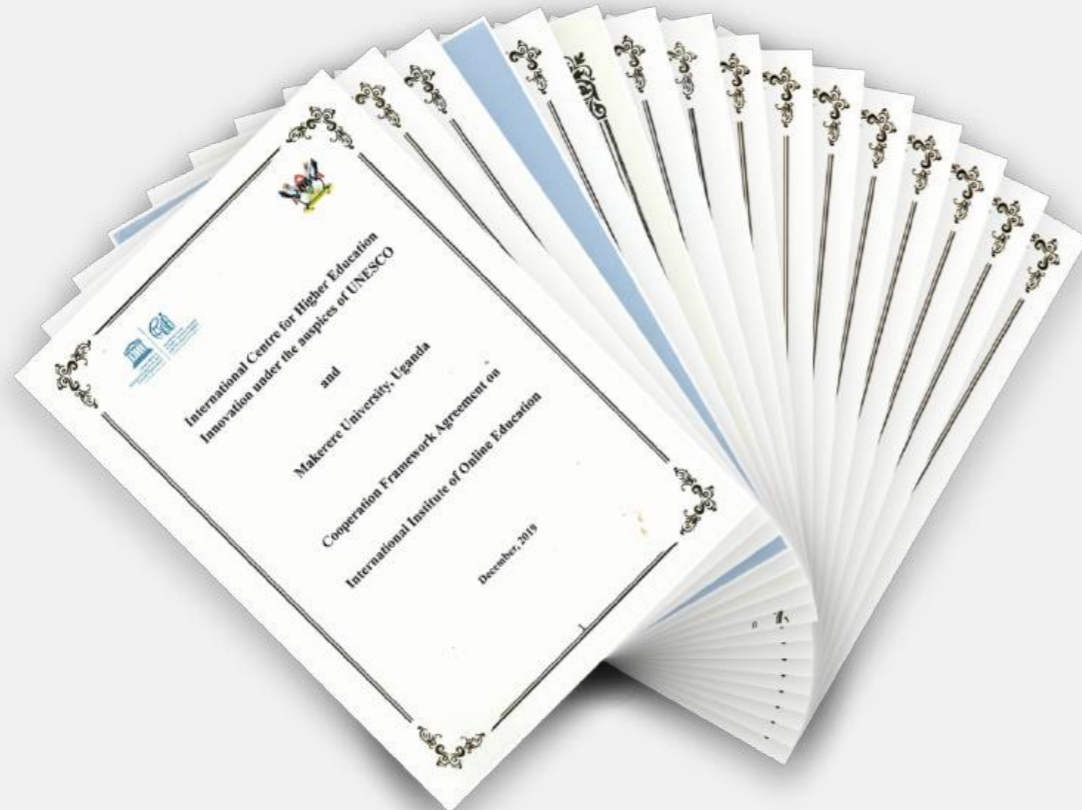 International Centre for Higher Education
Innovation under the auspices of UNESCO
and
Makerere University, Uganda
Cooperation Framework Agreement on
International Institute of Online Education
December, 2019